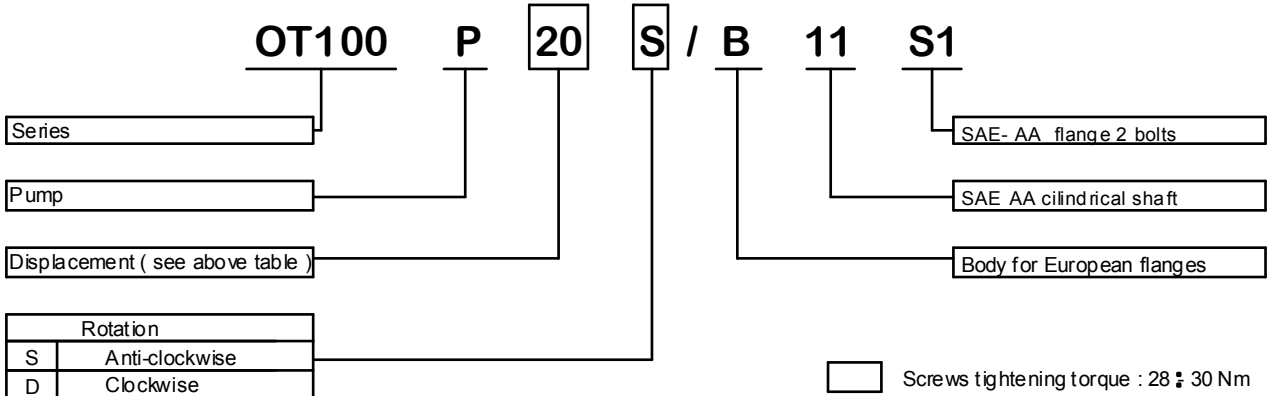 OT100 P 20 S / B 11 S1
Series
SAE- AA flange 2 bolts
Pump
SAE AA cilindrical shaft
Displacement ( see above table )
Body for European flanges
Rotation
S Anti-clockwise
D Clockwise
Screws tightening torque : 28 ÷ 30 Nm